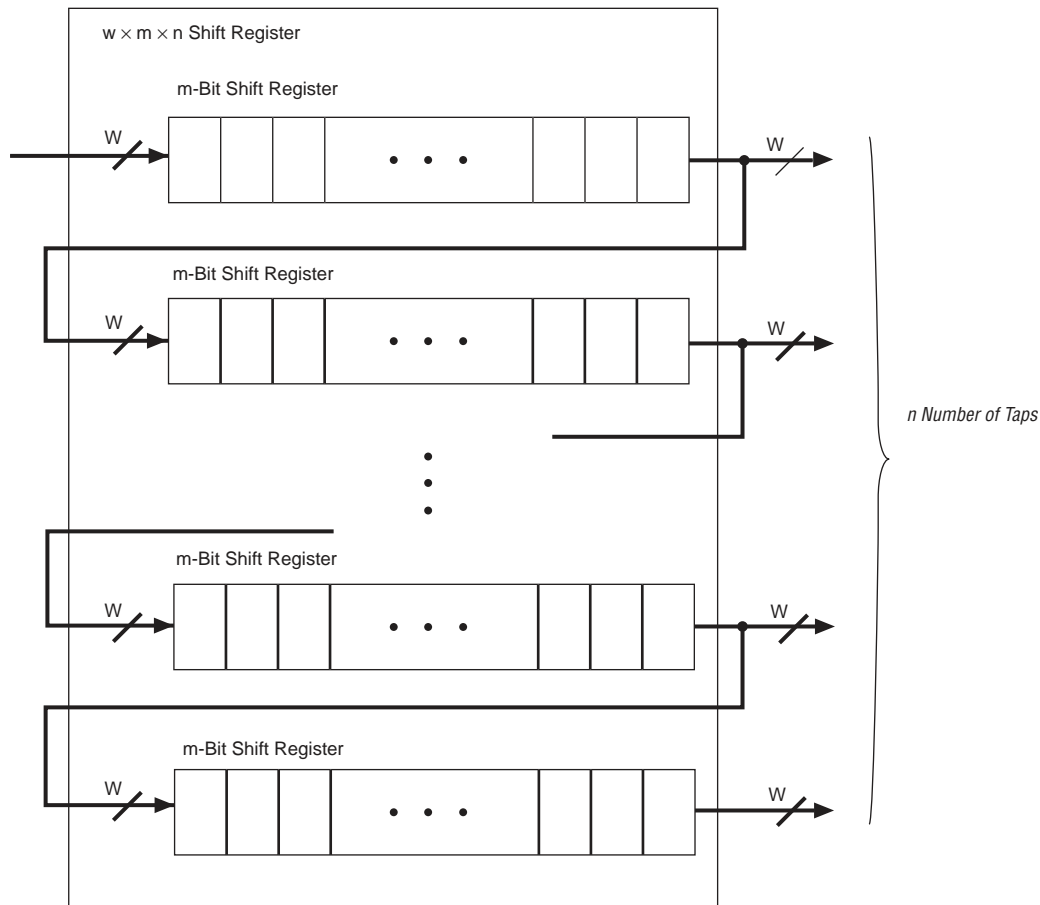 w × m × n Shift Register
m-Bit Shift Register
W
W
m-Bit Shift Register
W
W
n Number of Taps
m-Bit Shift Register
W
W
m-Bit Shift Register
W
W